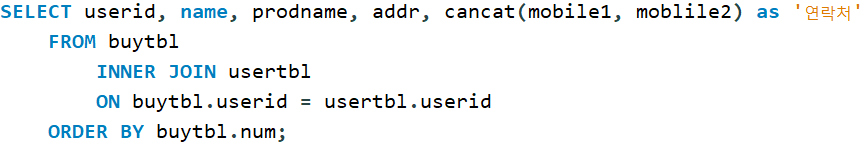 SELECT userid, name, prodname, addr, cancat(mobile1, moblile2) as '연락처'
FROM buytbl
INNER JOIN usertbl
ON buytbl.userid = usertbl.userid
ORDER BY buytbl.num;